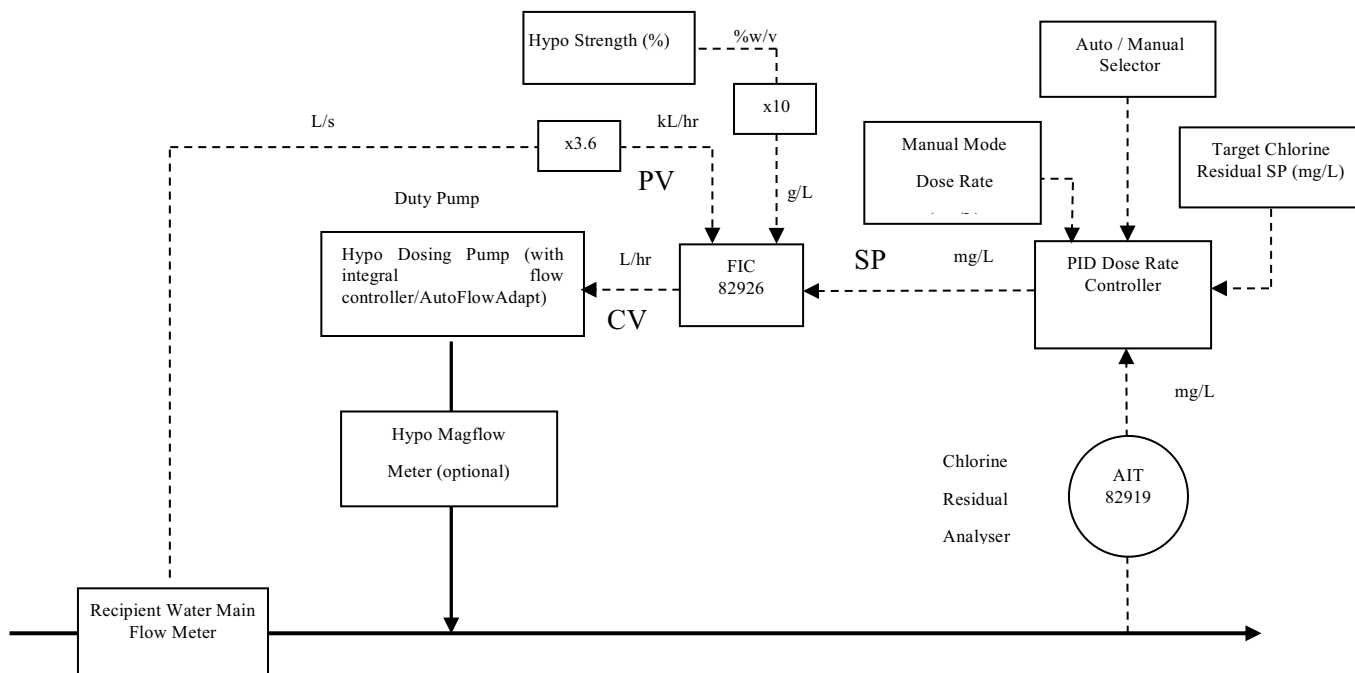 Hypo Strength (%)
%w/v
Auto / Manual
Selector
x10
L/s
x3.6
kL/hr
PV
g/L
Manual Mode
Dose Rate
Target Chlorine
Residual SP (mg/L)
Duty Pump
Hypo Dosing Pump (with
integral flow
controller/AutoFlowAdapt)
L/hr
CV
FIC
82926
SP
mg/L
PID Dose Rate
Controller
Hypo Magflow
Meter (optional)
mg/L
Chlorine
Residual
Analyser
AIT
82919
Recipient Water Main
Flow Meter